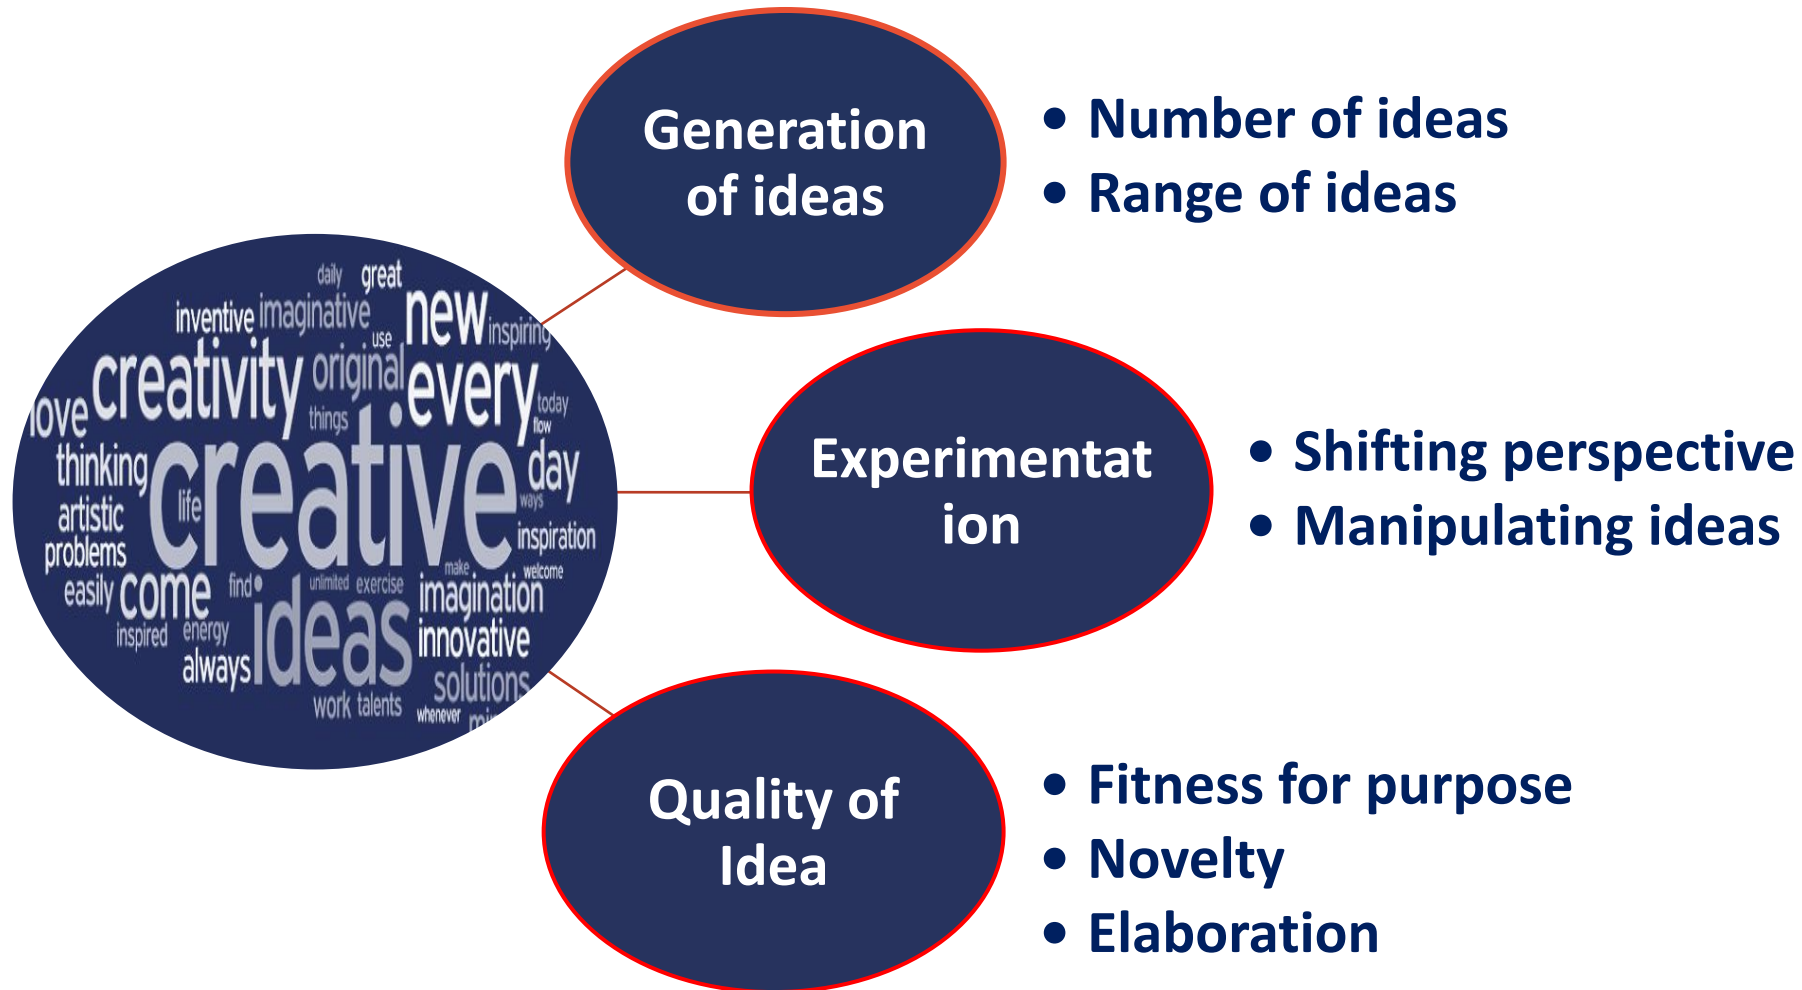 Generation
of ideas
• Number of ideas
• Range of ideas
Experimentat
ion
• Shifting perspective
• Manipulating ideas
Quality of
Idea
• Fitness for purpose
• Novelty
• Elaboration
daily great
inventive imaginative new
use inspiring
creativity original every
love things today
flow
thinking creative day
life ways
artistic
problems inspiration
make welcome
easily come find unlimited exercise imagination
inspired energy ideas innovative
always solutions
work talents whenever